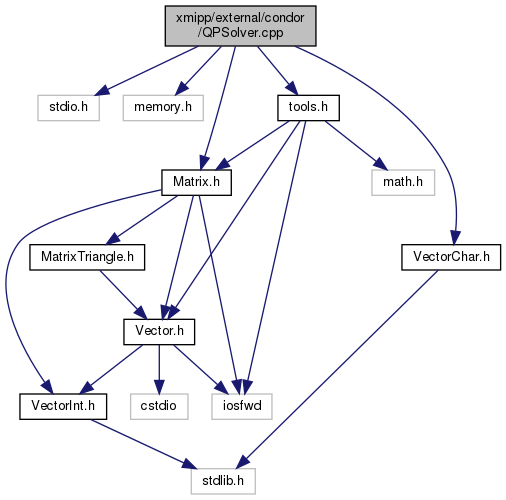 xmipp/external/condor
/QPSolver.cpp
stdio.h
memory.h
tools.h
Matrix.h
math.h
MatrixTriangle.h
VectorChar.h
Vector.h
VectorInt.h
cstdio
iosfwd
stdlib.h